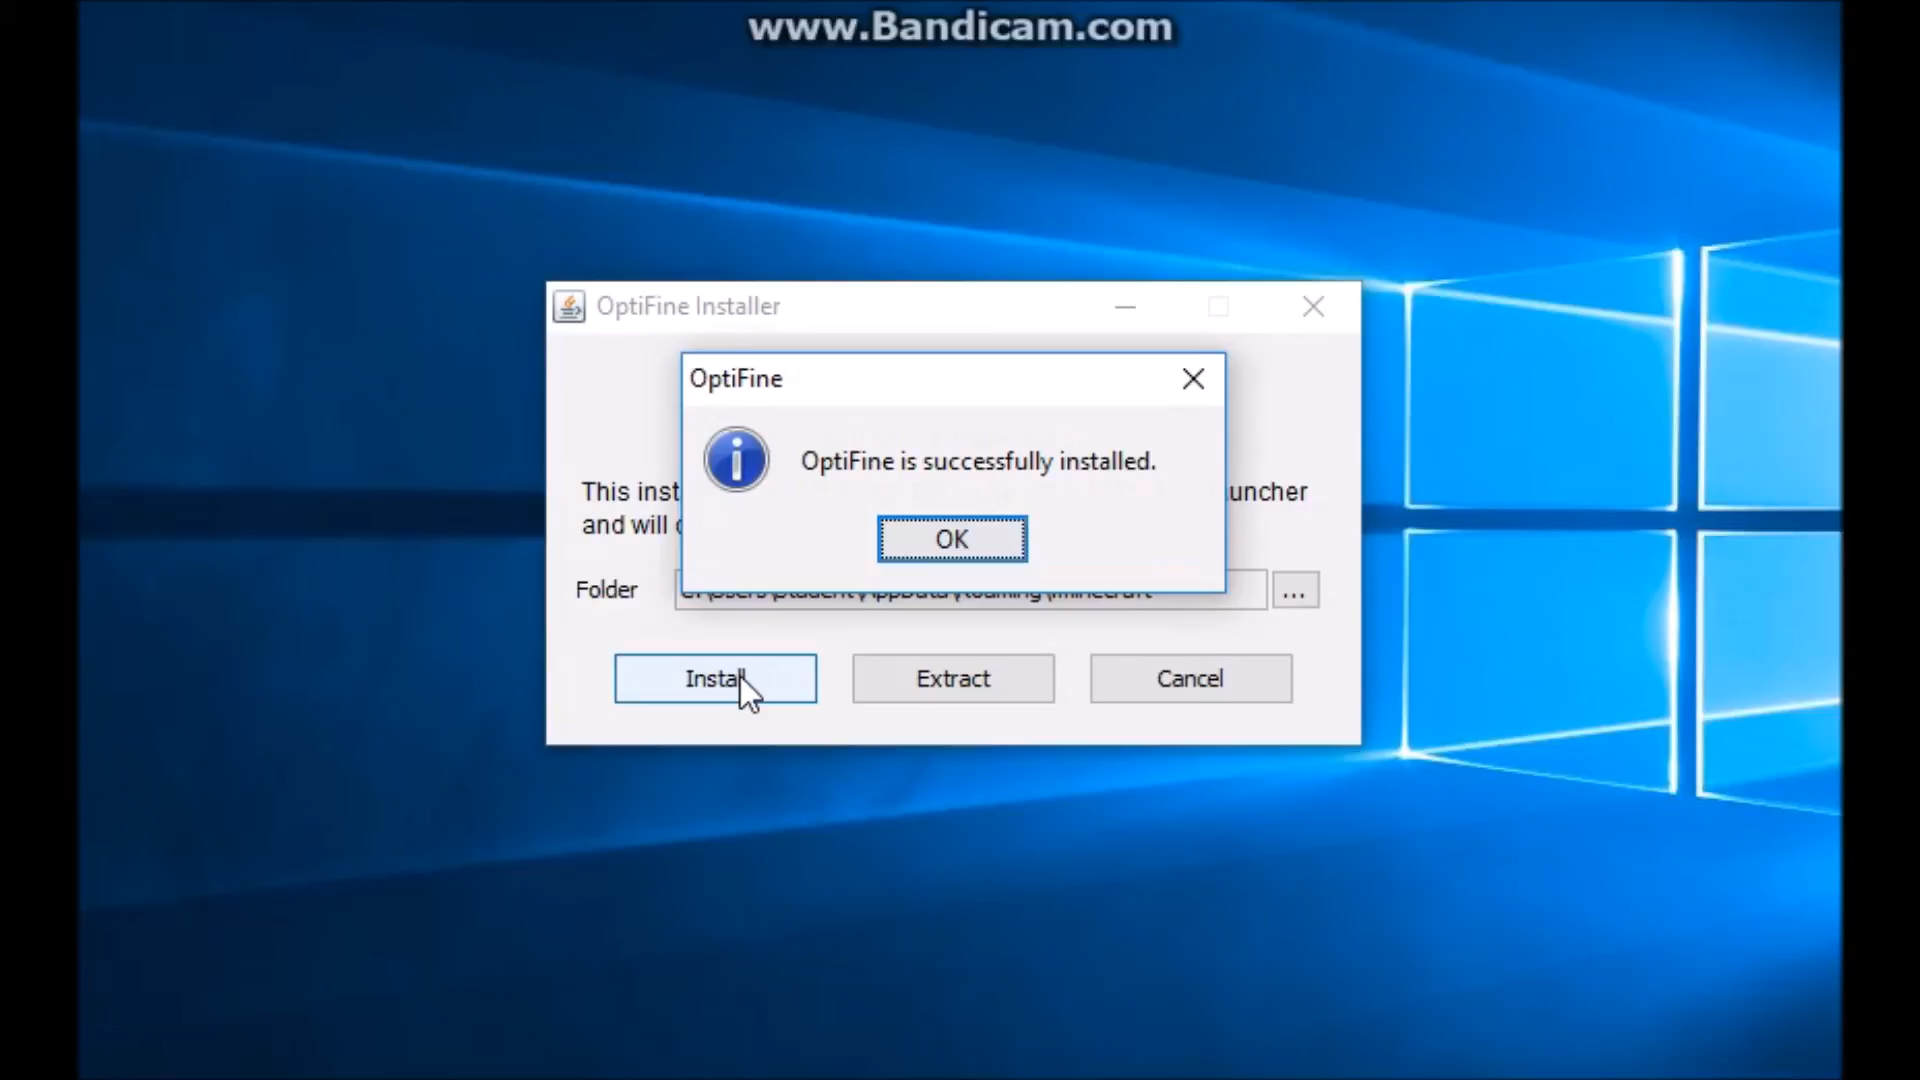 www.Bandicam.com
OptiFine Installer
OptiFine
OptiFine is successfully installed.
OK
This inst
uncher
and will
Folder
...
Install
Extract
Cancel